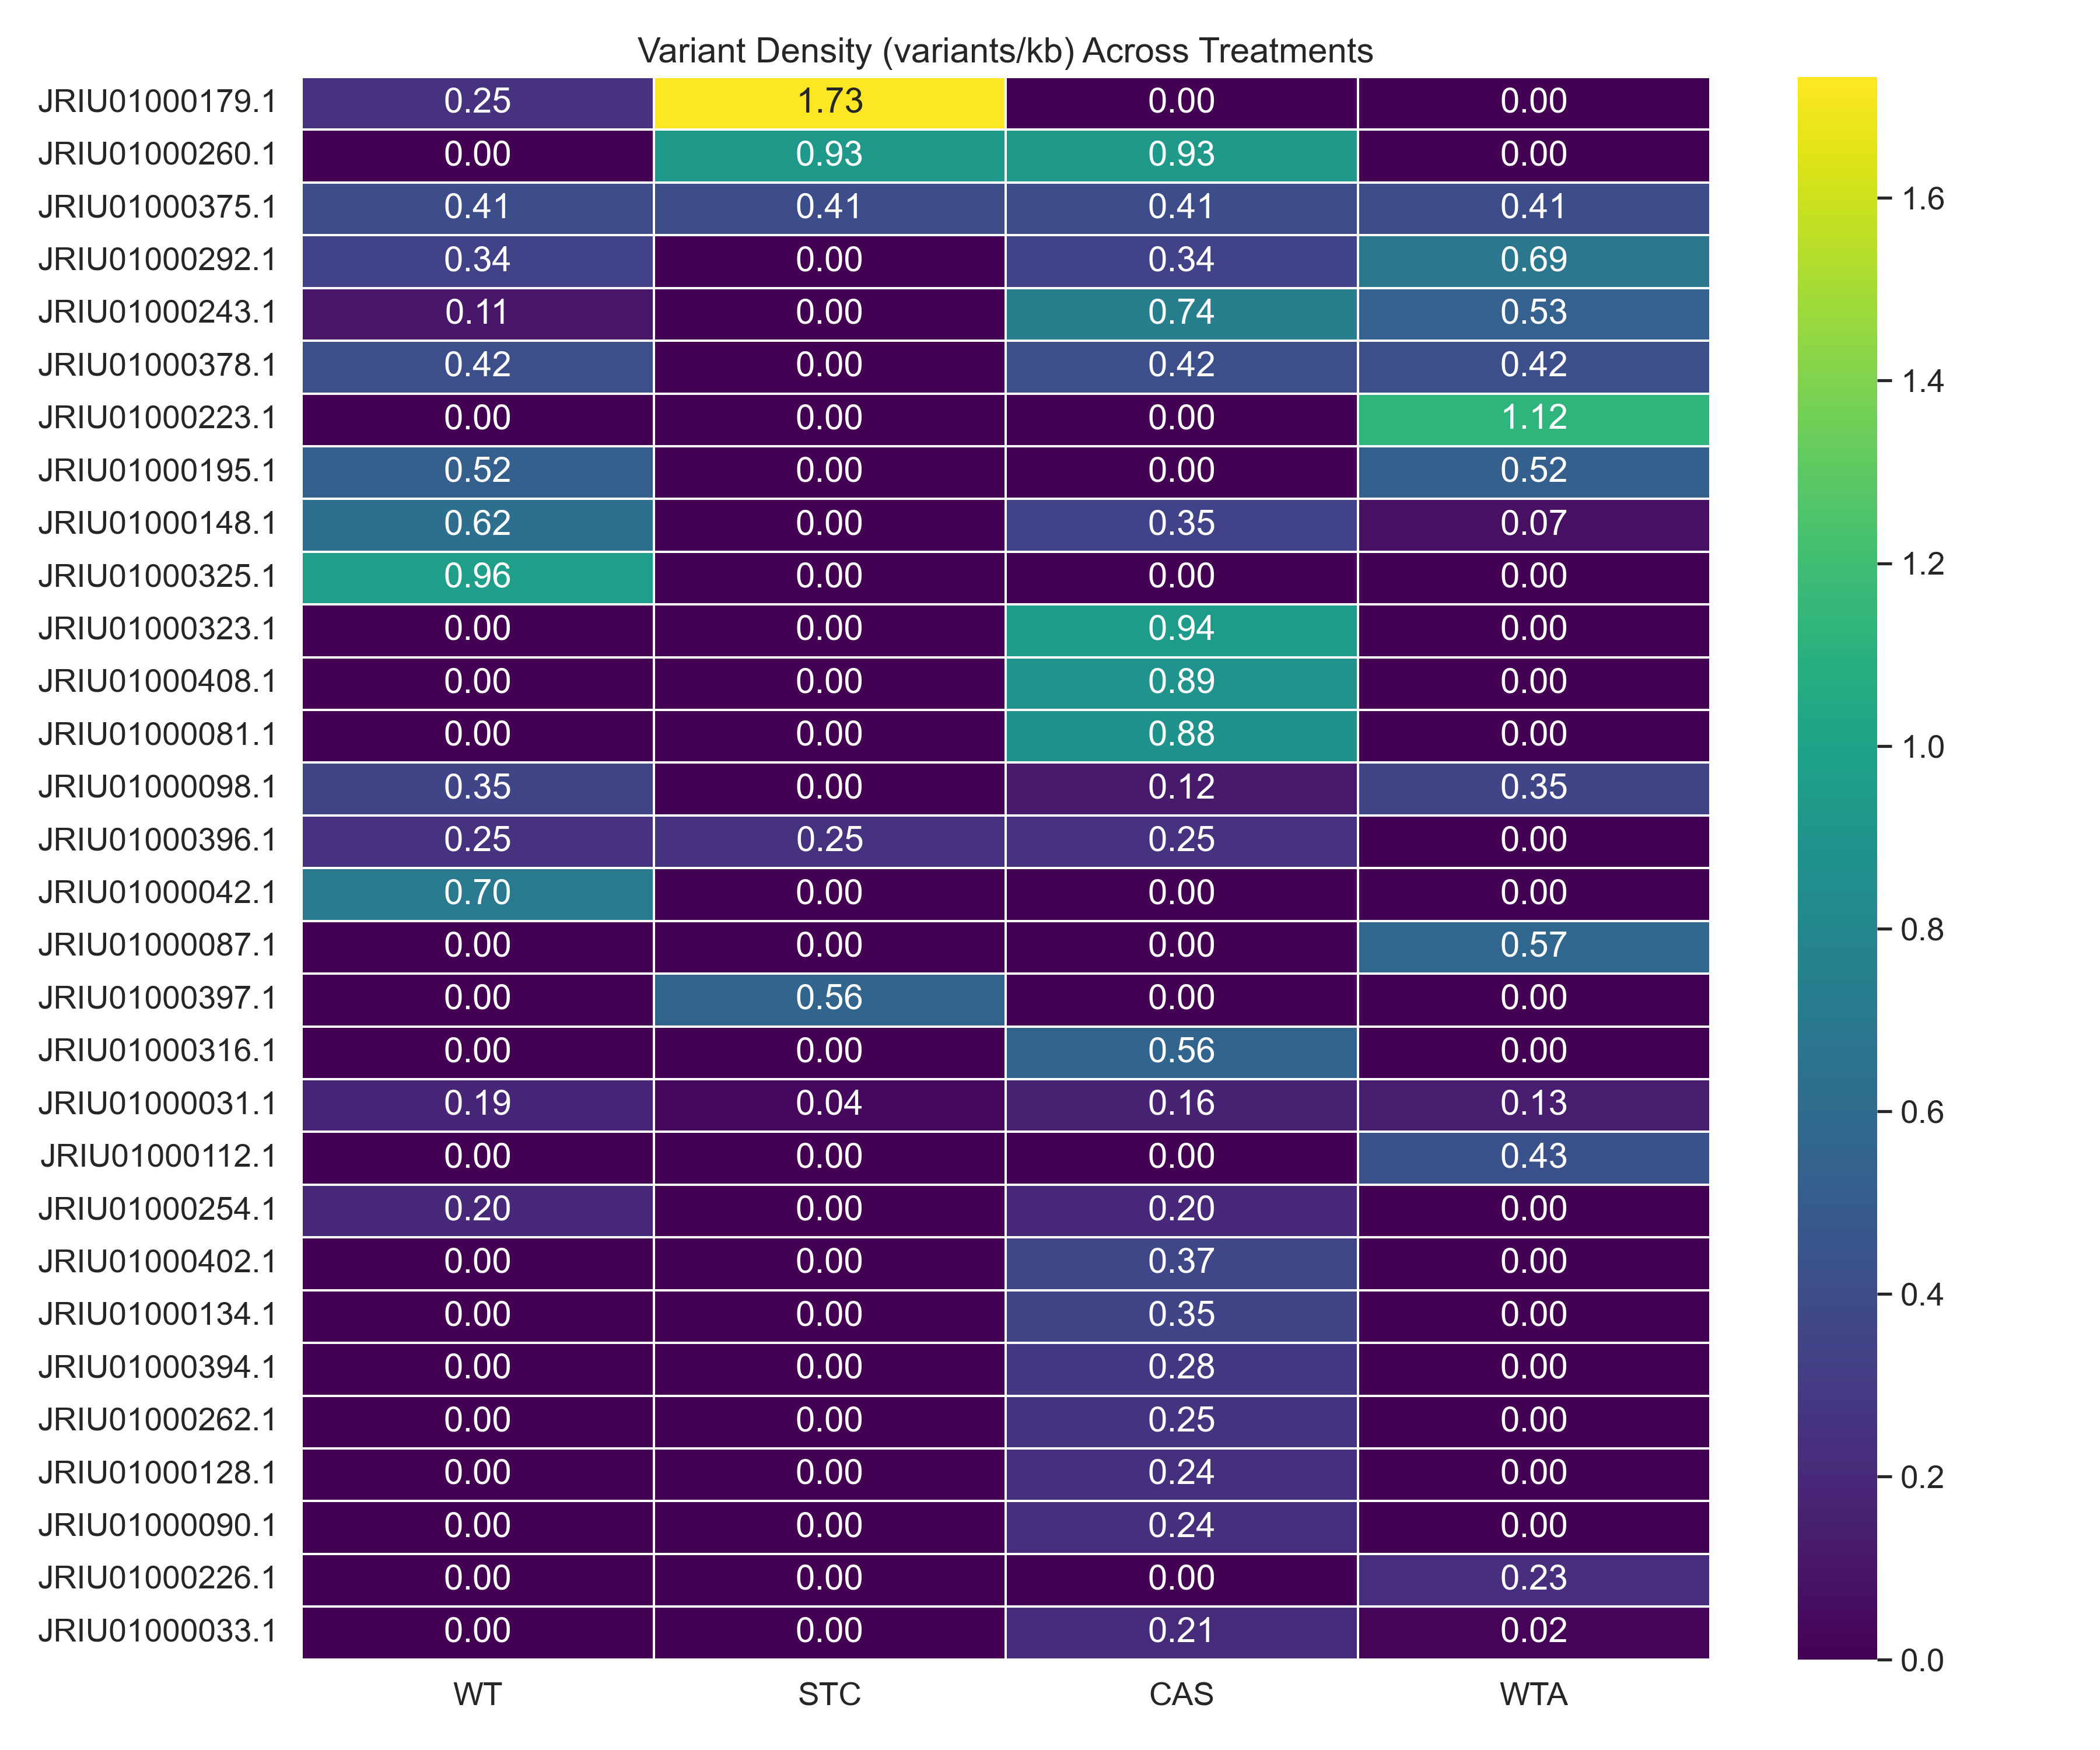 Variant Density (variants/kb) Across Treatments
JRIU01000179.1 0.25 1.73 0.00 0.00
JRIU01000260.1 0.00 0.93 0.93 0.00
JRIU01000375.1 0.41 0.41 0.41 0.41
JRIU01000292.1 0.34 0.00 0.34 0.69
JRIU01000243.1 0.11 0.00 0.74 0.53
JRIU01000378.1 0.42 0.00 0.42 0.42
JRIU01000223.1 0.00 0.00 0.00 1.12
JRIU01000195.1 0.52 0.00 0.00 0.52
JRIU01000148.1 0.62 0.00 0.35 0.07
JRIU01000325.1 0.96 0.00 0.00 0.00
JRIU01000323.1 0.00 0.00 0.94 0.00
JRIU01000408.1 0.00 0.00 0.89 0.00
JRIU01000081.1 0.00 0.00 0.88 0.00
JRIU01000098.1 0.35 0.00 0.12 0.35
JRIU01000396.1 0.25 0.25 0.25 0.00
JRIU01000042.1 0.70 0.00 0.00 0.00
JRIU01000087.1 0.00 0.00 0.00 0.57
JRIU01000397.1 0.00 0.56 0.00 0.00
JRIU01000316.1 0.00 0.00 0.56 0.00
JRIU01000031.1 0.19 0.04 0.16 0.13
JRIU01000112.1 0.00 0.00 0.00 0.43
JRIU01000254.1 0.20 0.00 0.20 0.00
JRIU01000402.1 0.00 0.00 0.37 0.00
JRIU01000134.1 0.00 0.00 0.35 0.00
JRIU01000394.1 0.00 0.00 0.28 0.00
JRIU01000262.1 0.00 0.00 0.25 0.00
JRIU01000128.1 0.00 0.00 0.24 0.00
JRIU01000090.1 0.00 0.00 0.24 0.00
JRIU01000226.1 0.00 0.00 0.00 0.23
JRIU01000033.1 0.00 0.00 0.21 0.02
WT STC CAS WTA
1.6
1.4
1.2
1.0
0.8
0.6
0.4
0.2
0.0